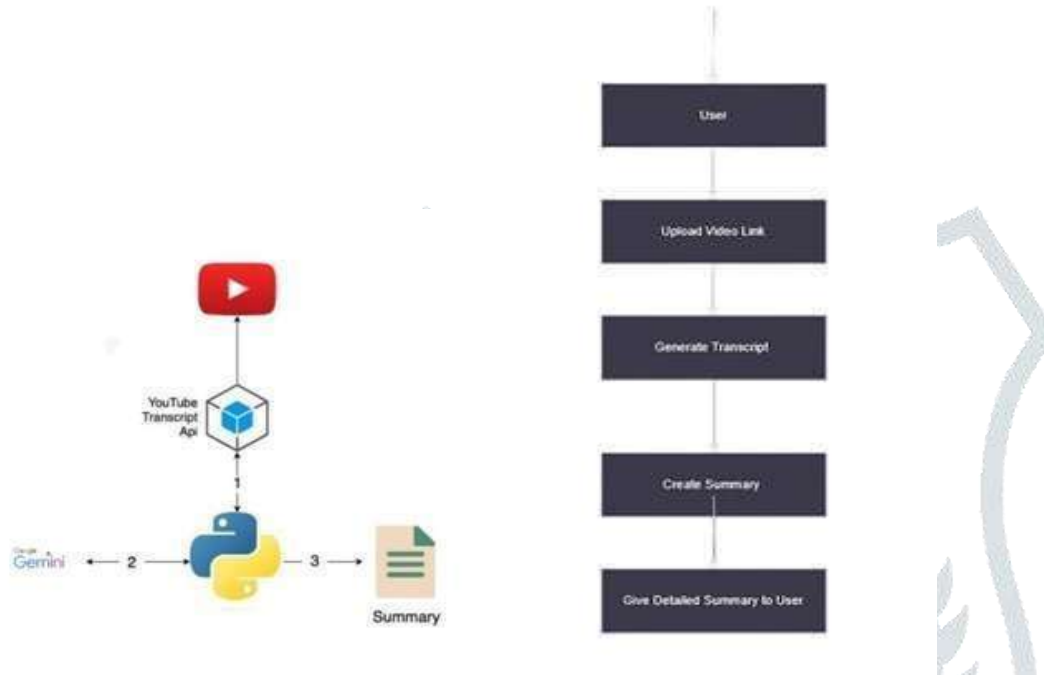 YouTube
Transcript
Api
1
Google
Gemini
2
3
Summary
User
Upload Video Link
Generate Transcript
Create Summary
Give Detailed Summary to User